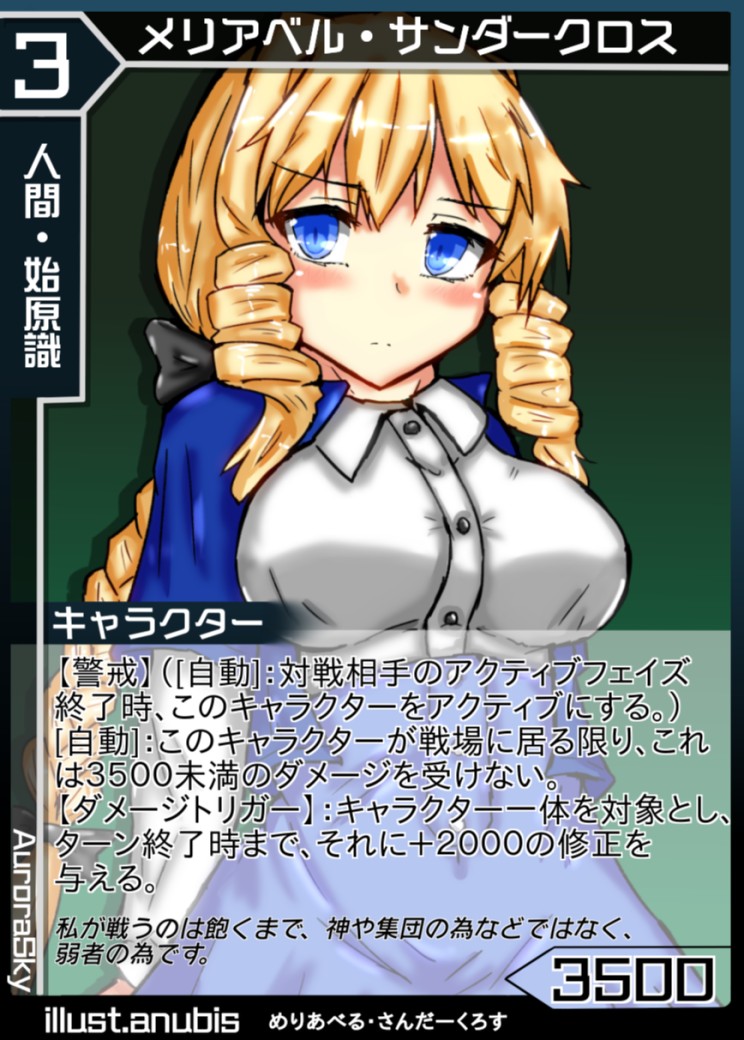 3
メリアベル・サンダークロス
人間・始原識
キャラクター
【警戒】([自動]:対戦相手のアクティブフェイズ
終了時、このキャラクターをアクティブにする。)
[自動]:このキャラクターが戦場に居る限り、これ
は3500未満のダメージを受けない。
【ダメージトリガー】:キャラクター一体を対象とし、
ターン終了時まで、それに+2000の修正を
与える。
私が戦うのは飽くまで、神や集団の為などではなく、
弱者の為です。
AuroraSky
3500
illust.anubis
めりあべる・さんだーくろす